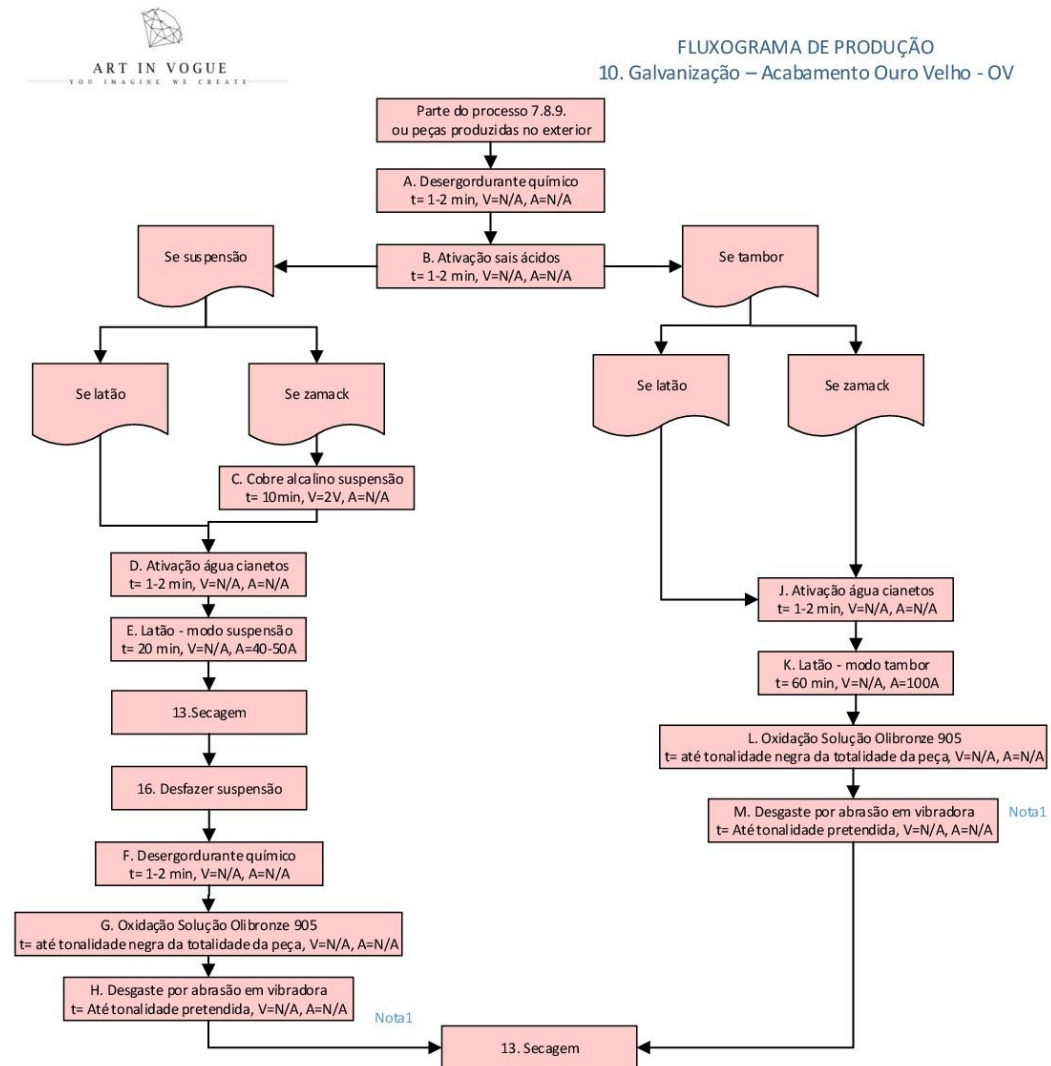 ART IN VOGUE
YOU IMAGINE WE CREATE
FLUXOGRAMA DE PRODUÇÃO
10. Galvanização – Acabamento Ouro Velho - OV
Parte do processo 7.8.9.
ou peças produzidas no exterior
A. Desergordurante químico
t= 1-2 min, V=N/A, A=N/A
Se suspensão
B. Ativação sais ácidos
t= 1-2 min, V=N/A, A=N/A
Se tambor
Se latão
Se zamack
Se latão
Se zamack
C. Cobre alcalino suspensão
t= 10min, V=2V, A=N/A
D. Ativação água cianetos
t= 1-2 min, V=N/A, A=N/A
J. Ativação água cianetos
t= 1-2 min, V=N/A, A=N/A
E. Latão - modo suspensão
t= 20 min, V=N/A, A=40-50A
K. Latão - modo tambor
t= 60 min, V=N/A, A=100A
13.Secagem
L. Oxidação Solução Olibronze 905
t= até tonalidade negra da totalidade da peça, V=N/A, A=N/A
16. Desfazer suspensão
M. Desgaste por abrasão em vibradora
t= Até tonalidade pretendida, V=N/A, A=N/A
Nota1
F. Desergordurante químico
t= 1-2 min, V=N/A, A=N/A
G. Oxidação Solução Olibronze 905
t= até tonalidade negra da totalidade da peça, V=N/A, A=N/A
H. Desgaste por abrasão em vibradora
t= Até tonalidade pretendida, V=N/A, A=N/A
Nota1
13. Secagem